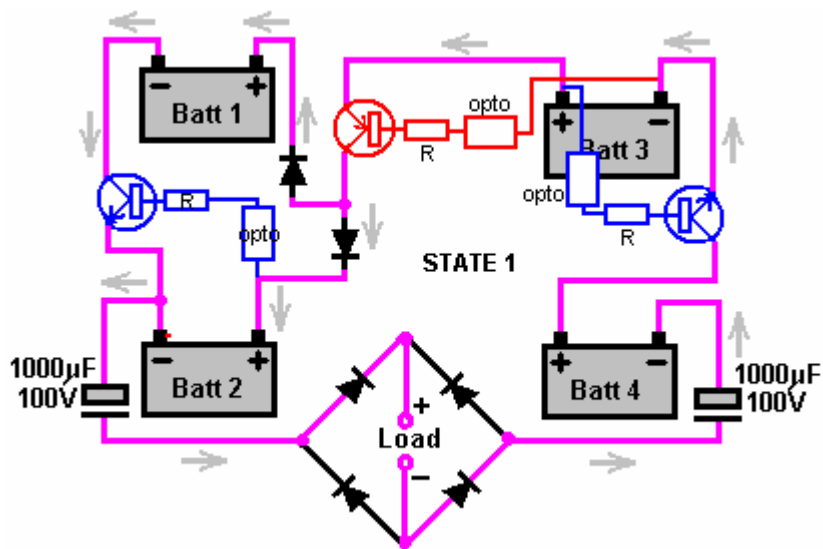 opto
− + Batt 1
+ − Batt 3
R
opto
R
opto
R
STATE 1
1000µF
100V
− + Batt 2
+
Load
−
+ − Batt 4
1000µF
100V